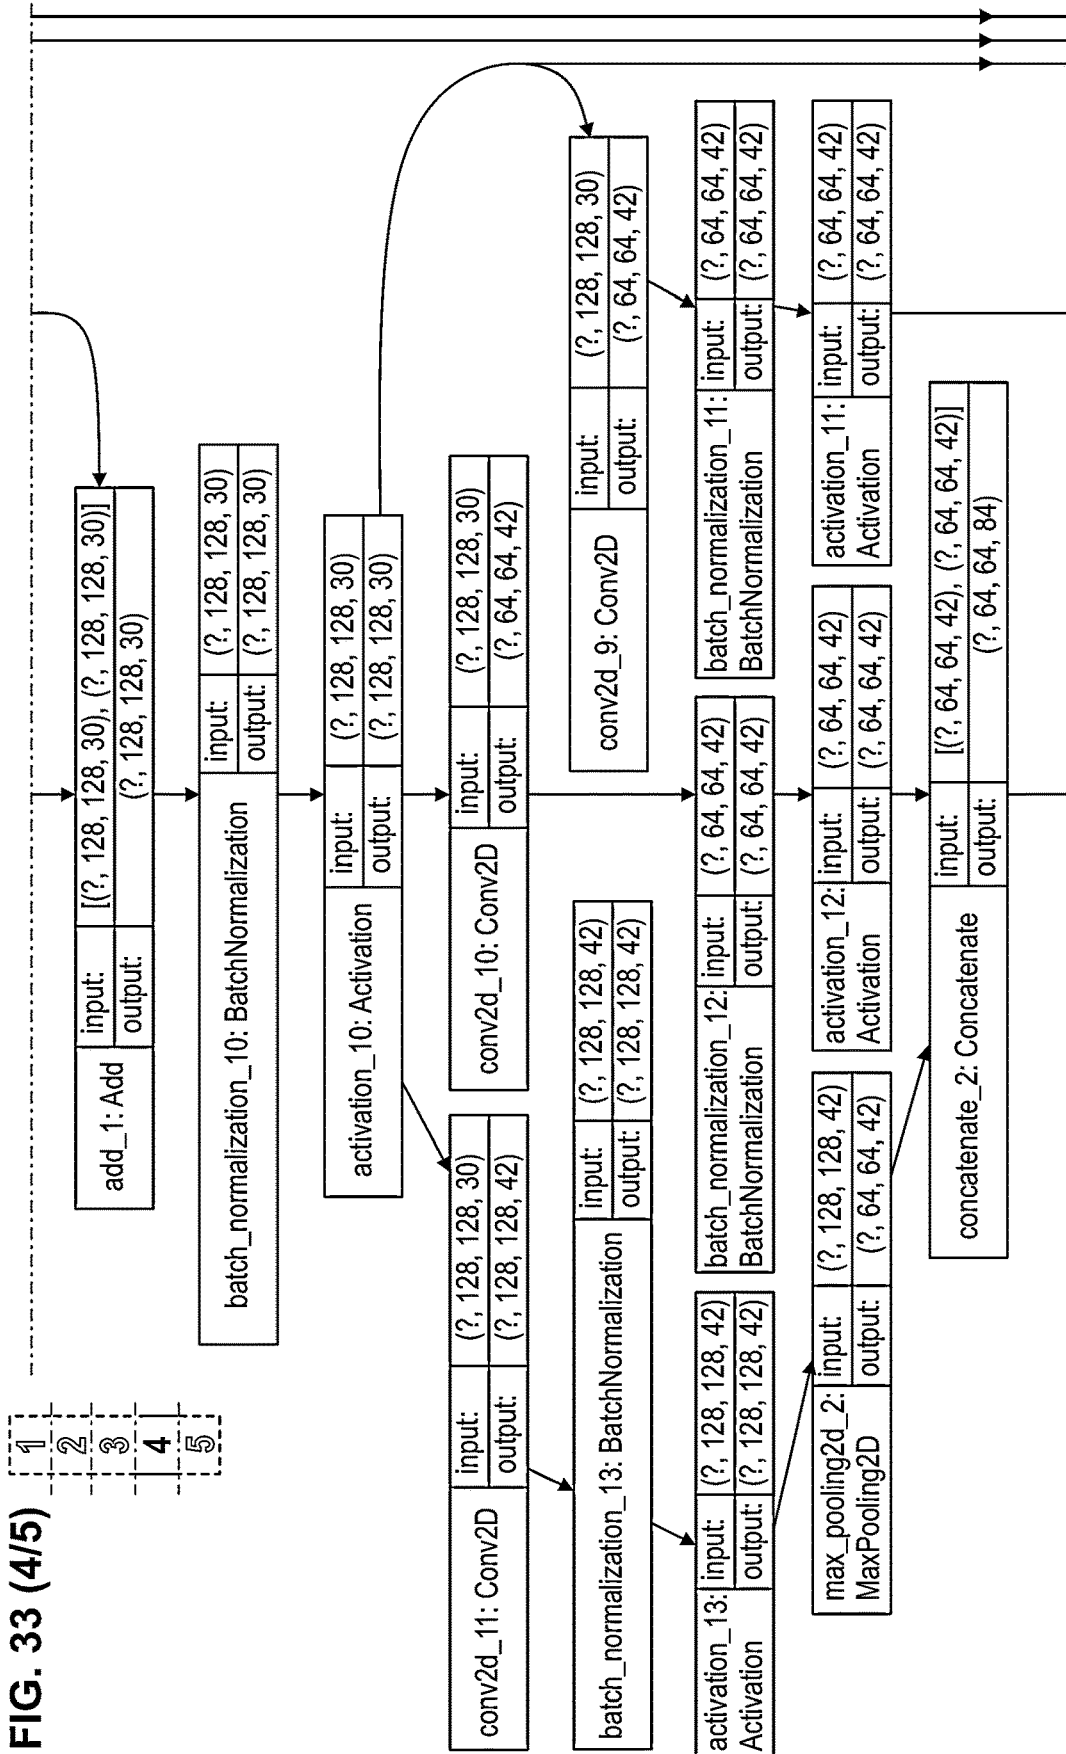 FIG. 33 (4/5)
1
2
3
4
5
add_1: Add
input:
[(?, 128, 128, 30), (?, 128, 128, 30)]
output:
(?, 128, 128, 30)
batch_normalization_10: BatchNormalization
input:
(?, 128, 128, 30)
output:
(?, 128, 128, 30)
activation_10: Activation
input:
(?, 128, 128, 30)
output:
(?, 128, 128, 30)
conv2d_11: Conv2D
input:
(?, 128, 128, 30)
output:
(?, 128, 128, 42)
conv2d_10: Conv2D
input:
(?, 128, 128, 30)
output:
(?, 64, 64, 42)
conv2d_9: Conv2D
input:
(?, 128, 128, 30)
output:
(?, 64, 64, 42)
batch_normalization_13: BatchNormalization
input:
(?, 128, 128, 42)
output:
(?, 128, 128, 42)
activation_13:
Activation
input:
(?, 128, 128, 42)
output:
(?, 128, 128, 42)
batch_normalization_12:
BatchNormalization
input:
(?, 64, 64, 42)
output:
(?, 64, 64, 42)
batch_normalization_11:
BatchNormalization
input:
(?, 64, 64, 42)
output:
(?, 64, 64, 42)
max_pooling2d_2:
MaxPooling2D
input:
(?, 128, 128, 42)
output:
(?, 64, 64, 42)
activation_12:
Activation
input:
(?, 64, 64, 42)
output:
(?, 64, 64, 42)
activation_11:
Activation
input:
(?, 64, 64, 42)
output:
(?, 64, 64, 42)
concatenate_2: Concatenate
input:
[(?, 64, 64, 42), (?, 64, 64, 42)]
output:
(?, 64, 64, 84)